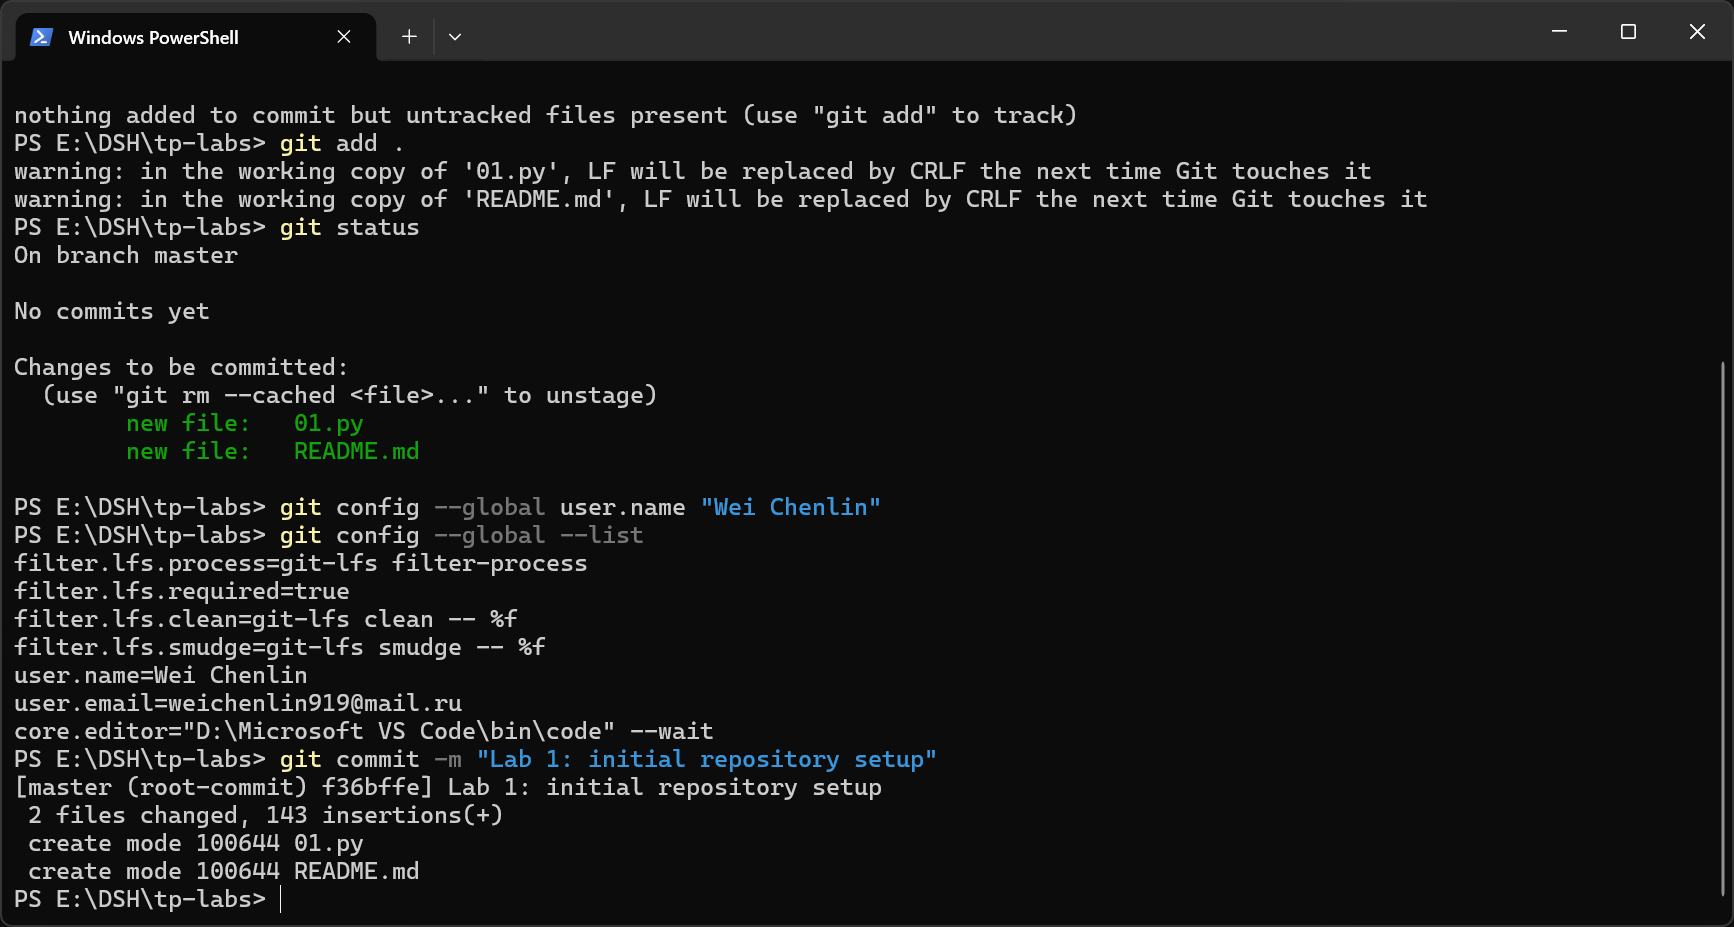 Windows PowerShell
nothing added to commit but untracked files present (use "git add" to track)
PS E:\DSH\tp-labs> git add .
warning: in the working copy of '01.py', LF will be replaced by CRLF the next time Git touches it
warning: in the working copy of 'README.md', LF will be replaced by CRLF the next time Git touches it
PS E:\DSH\tp-labs> git status
On branch master
No commits yet
Changes to be committed:
  (use "git rm --cached <file>..." to unstage)
        new file:   01.py
        new file:   README.md
PS E:\DSH\tp-labs> git config --global user.name "Wei Chenlin"
PS E:\DSH\tp-labs> git config --global --list
filter.lfs.process=git-lfs filter-process
filter.lfs.required=true
filter.lfs.clean=git-lfs clean -- %f
filter.lfs.smudge=git-lfs smudge -- %f
user.name=Wei Chenlin
user.email=weichenlin919@mail.ru
core.editor="D:\Microsoft VS Code\bin\code" --wait
PS E:\DSH\tp-labs> git commit -m "Lab 1: initial repository setup"
[master (root-commit) f36bffe] Lab 1: initial repository setup
 2 files changed, 143 insertions(+)
 create mode 100644 01.py
 create mode 100644 README.md
PS E:\DSH\tp-labs>